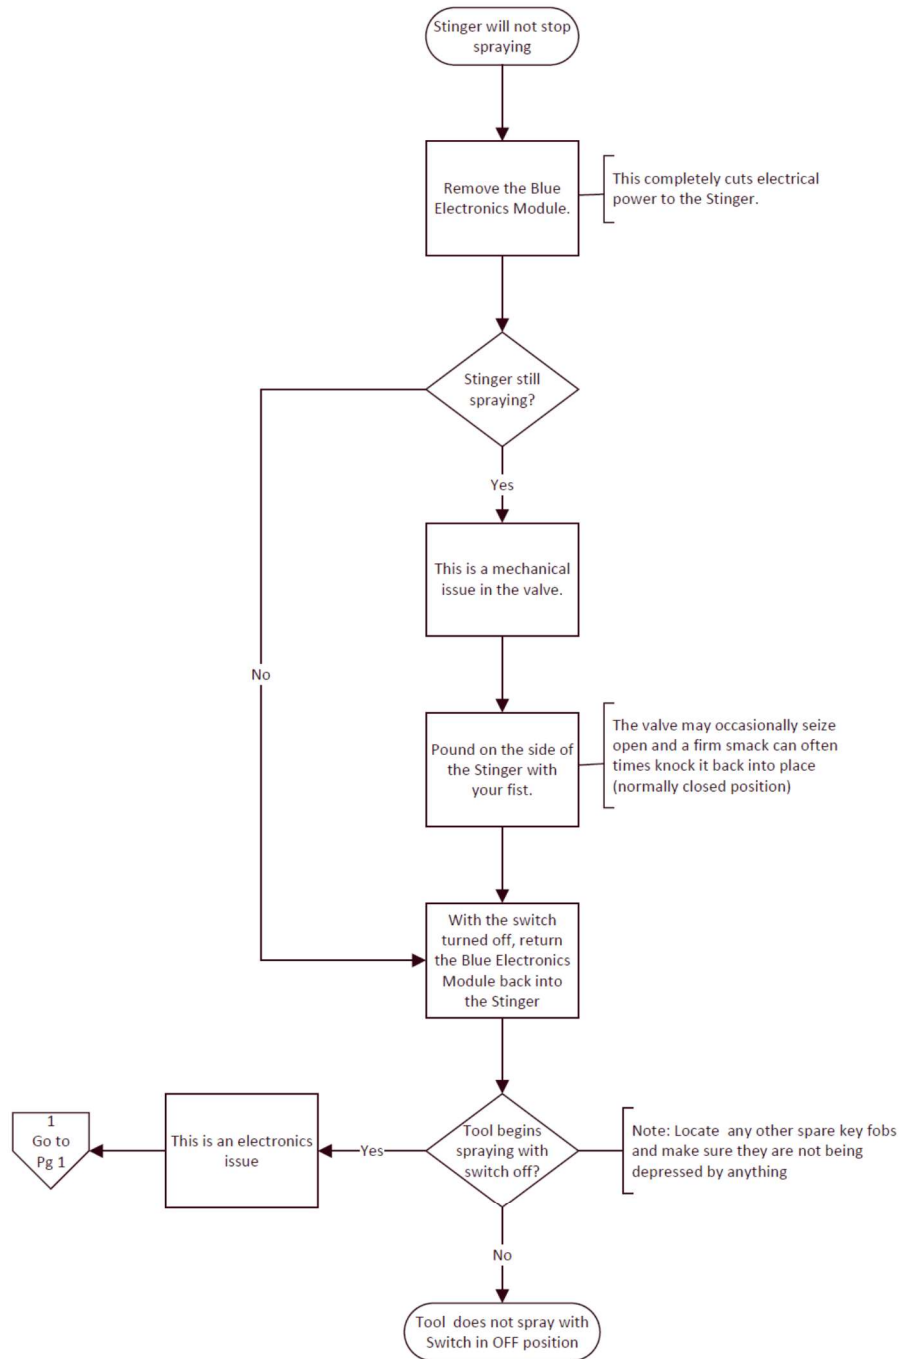 Stinger will not stop
spraying
Remove the Blue
Electronics Module.
This completely cuts electrical
power to the Stinger.
Stinger still
spraying?
Yes
This is a mechanical
issue in the valve.
No
Pound on the side of
the Stinger with
your fist.
The valve may occasionally seize
open and a firm smack can often
times knock it back into place
(normally closed position)
With the switch
turned off, return
the Blue Electronics
Module back into
the Stinger
1
Go to
Pg 1
This is an electronics
issue
Yes
Tool begins
spraying with
switch off?
Note: Locate any other spare key fobs
and make sure they are not being
depressed by anything
No
Tool does not spray with
Switch in OFF position